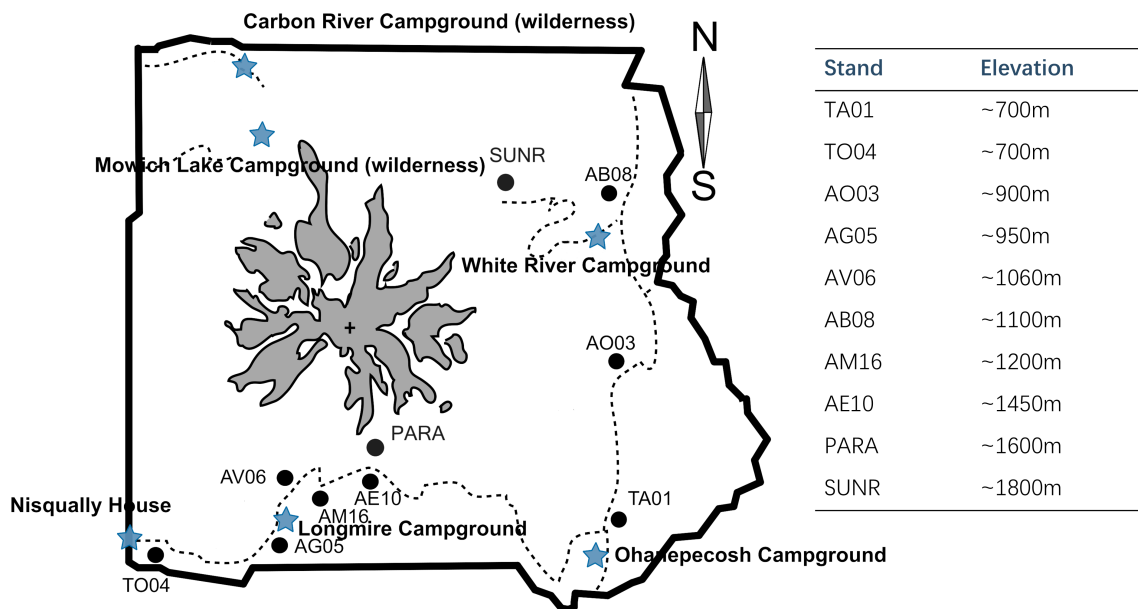 Carbon River Campground (wilderness)
N
S
Mowich Lake Campground (wilderness)
SUNR
AB08
White River Campground
AO03
PARA
AV06
AE10
AM16
Nisqually House
Longmire Campground
AG05
TO04
TA01
Ohanepecosh Campground
Stand Elevation
TA01 ~700m
TO04 ~700m
AO03 ~900m
AG05 ~950m
AV06 ~1060m
AB08 ~1100m
AM16 ~1200m
AE10 ~1450m
PARA ~1600m
SUNR ~1800m